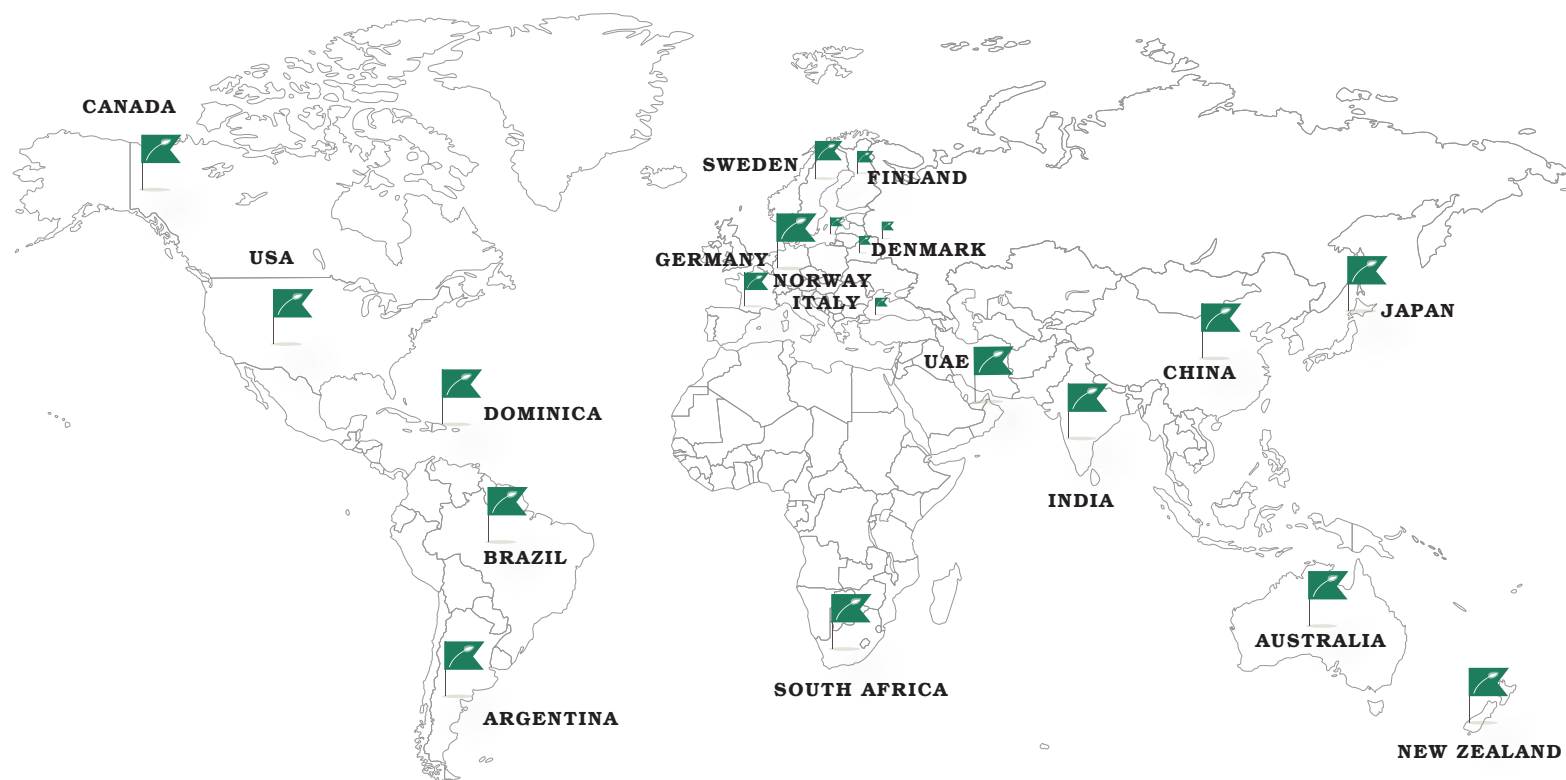 CANADA
SWEDEN
FINLAND
USA
GERMANY
DENMARK
NORWAY
ITALY
JAPAN
UAE
CHINA
DOMINICA
INDIA
BRAZIL
AUSTRALIA
SOUTH AFRICA
ARGENTINA
NEW ZEALAND